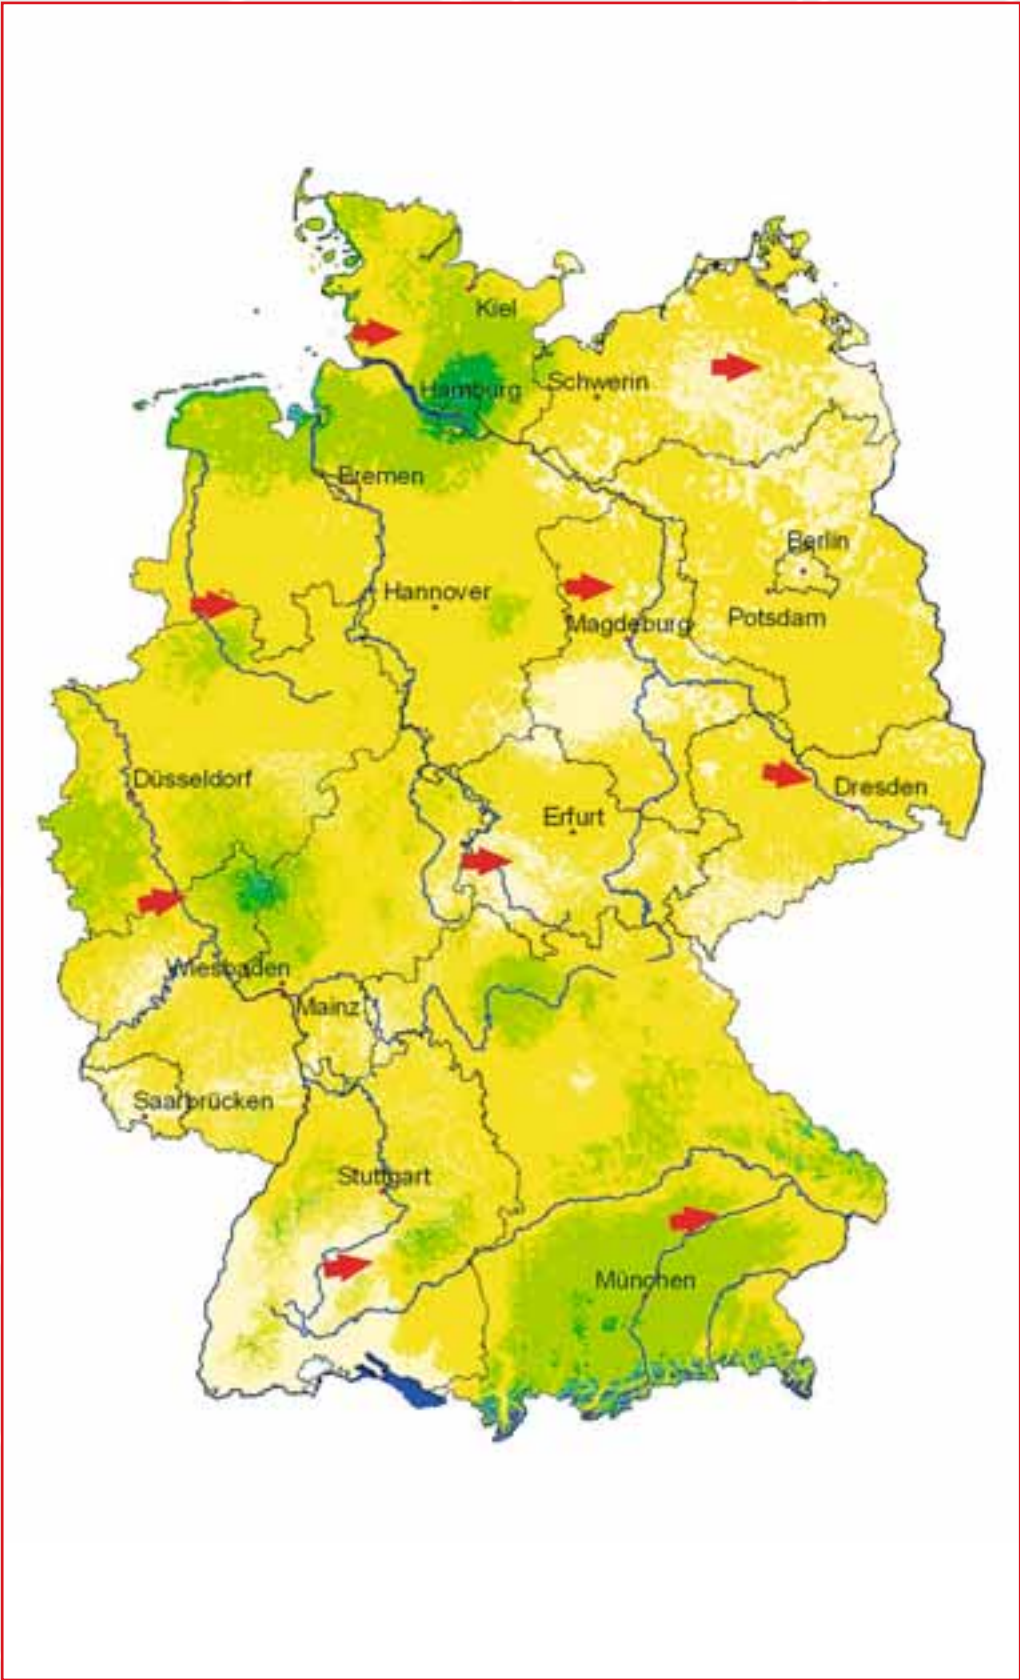 Kiel
Hamburg
Schwerin
Bremen
Berlin
Hannover
Magdeburg
Potsdam
Düsseldorf
Dresden
Erfurt
Wiesbaden
Mainz
Saarbrücken
Stuttgart
München